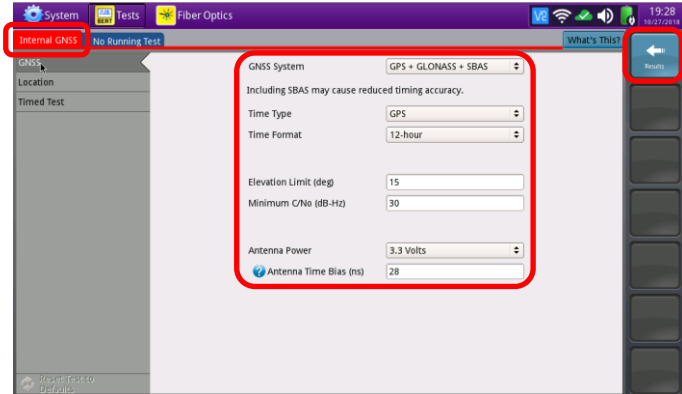 System Tests Fiber Optics V2 19:28
BERT 10/27/2018
Internal GNSS No Running Test What's This?
Results
GNSS
Location
Timed Test
GNSS System GPS + GLONASS + SBAS
Including SBAS may cause reduced timing accuracy.
Time Type GPS
Time Format 12-hour
Elevation Limit (deg) 15
Minimum C/No (dB-Hz) 30
Antenna Power 3.3 Volts
? Antenna Time Bias (ns) 28
Reset Test to
Defaults